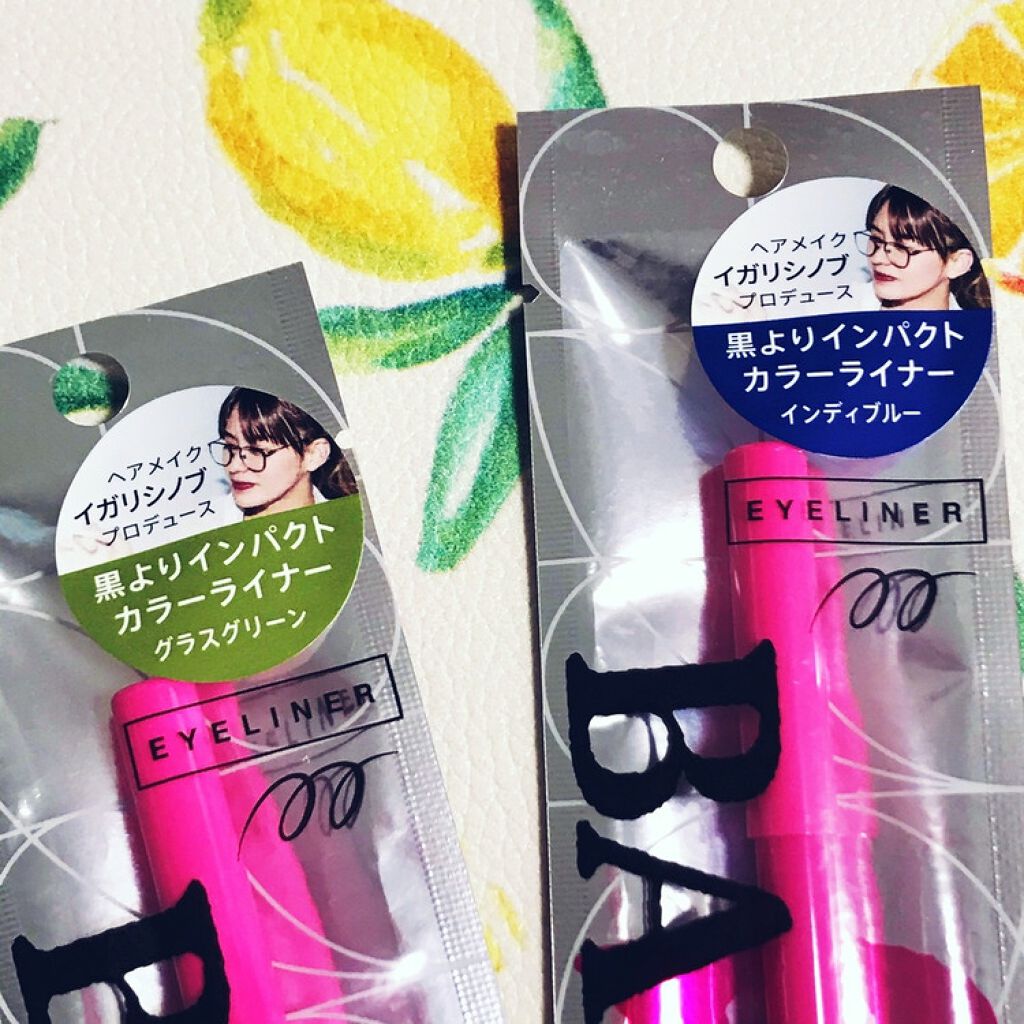 ヘアメイク
イガリシノブ
プロデュース
黒よりインパクト
カラーライナー
グラスグリーン
EYELINER
ヘアメイク
イガリシノブ
プロデュース
黒よりインパクト
カラーライナー
インディブルー
EYELINER
BA